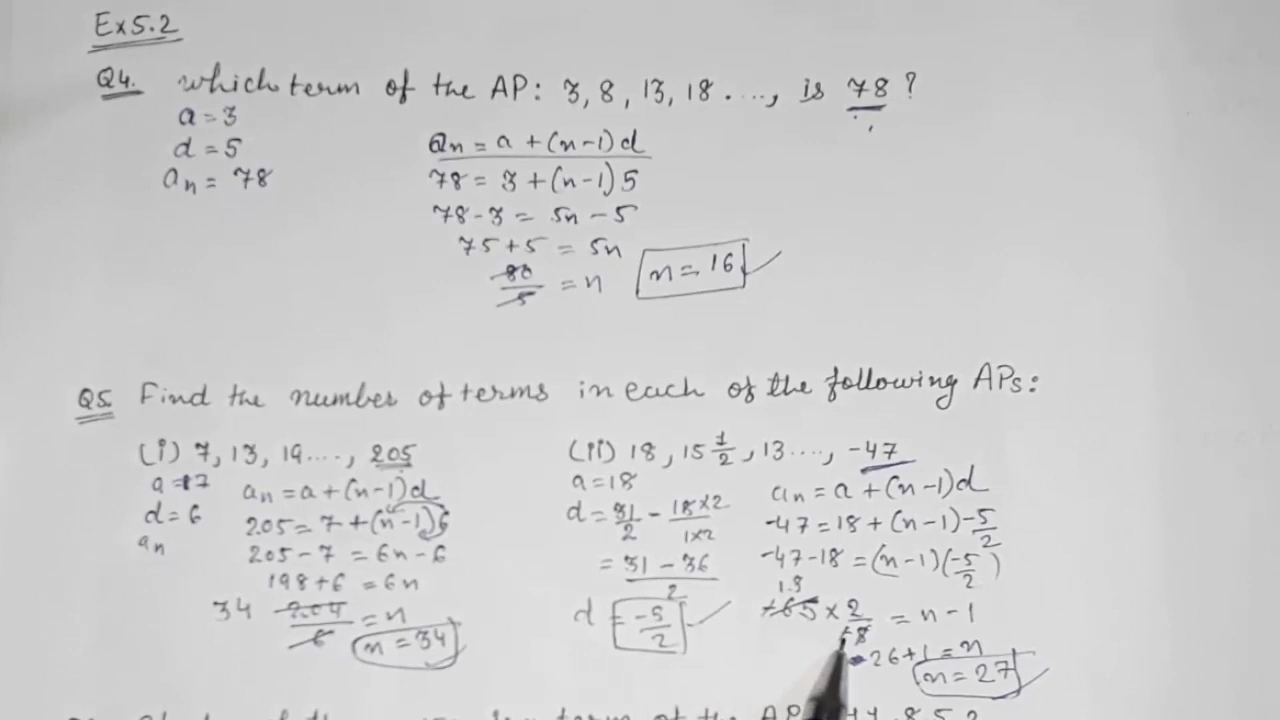 Ex 5.2
Q4. which term of the AP: 3, 8, 13, 18 ...., is 78 ?
a = 3
d = 5
an = 78
an = a + (n-1) d
78 = 3 + (n-1) 5
78 - 3 = 5n - 5
75 + 5 = 5n
80/5 = n
n = 16
Q5 Find the number of terms in each of the following APs:
(i) 7, 13, 19 ...., 205
a = 7
d = 6
an
an = a + (n-1) d
205 = 7 + (n-1) 6
205 - 7 = 6n - 6
198 + 6 = 6n
34 204/6 = n
n = 34
(ii) 18, 15 1/2, 13 ...., -47
a = 18
d = 31/2 - 18×2/1×2
= 31 - 36/2
d = -5/2
an = a + (n-1) d
-47 = 18 + (n-1) -5/2
-47 - 18 = (n-1) (-5/2)
-65 × 2/-5 = n - 1
26 + 1 = n
n = 27